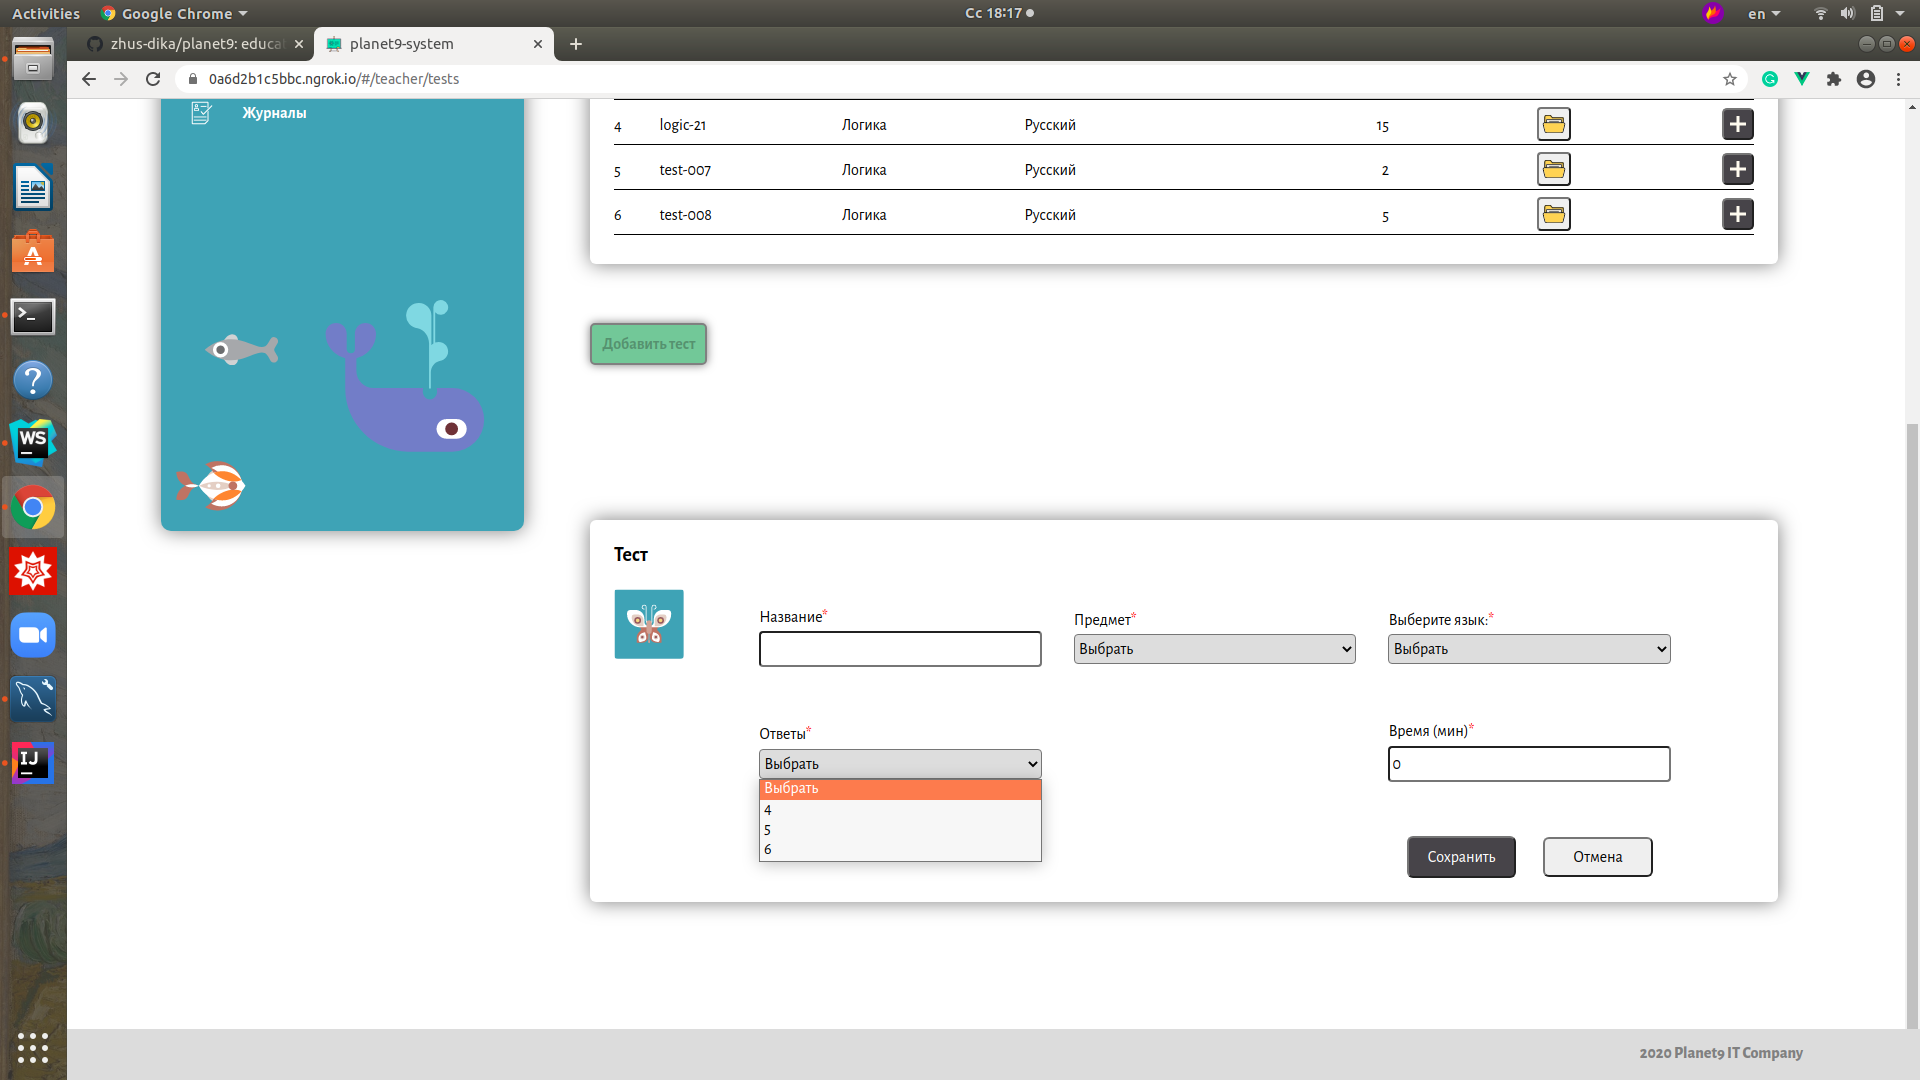 Activities
Google Chrome
Сс 18:17
en
zhus-dika/planet9: educat
planet9-system
0a6d2b1c5bbc.ngrok.io/#/teacher/tests
Журналы
4 logic-21 Логика Русский 15
5 test-007 Логика Русский 2
6 test-008 Логика Русский 5
Добавить тест
Тест
Название*
Предмет*
Выберите язык:*
Выбрать
Выбрать
Ответы*
Время (мин)*
Выбрать
0
Выбрать
4
5
6
Сохранить
Отмена
WS
IJ
2020 Planet9 IT Company